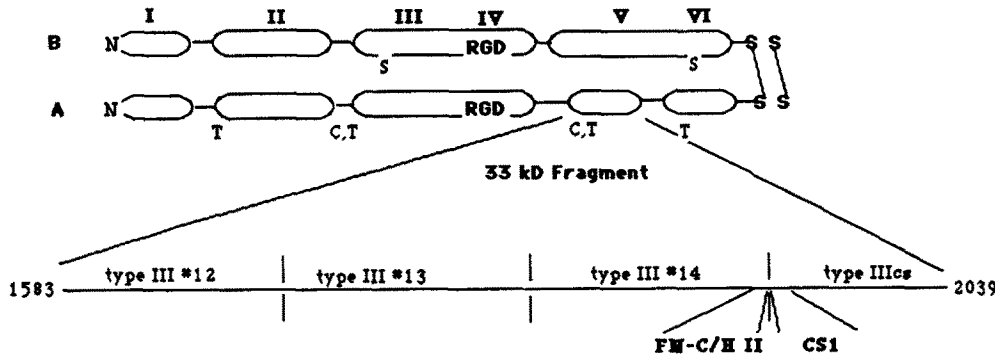 I II III IV V VI
B N RGD S S
S S
A N RGD S S
T C,T C,T T
33 kD Fragment
type III #12 type III #13 type III #14 type IIIcs
1583 2039
FN-C/H II CS1